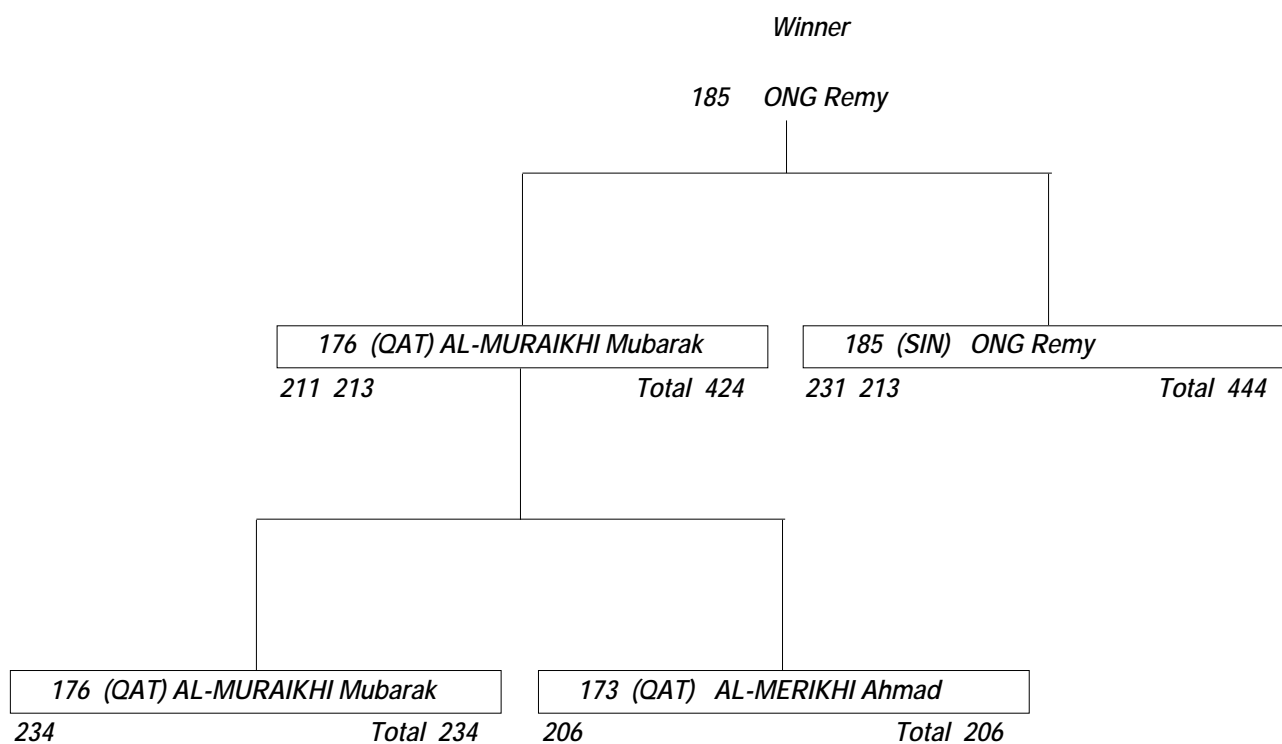 Winner
185 ONG Remy
176 (QAT) AL-MURAIKHI Mubarak 185 (SIN) ONG Remy
211 213 Total 424 231 213 Total 444
176 (QAT) AL-MURAIKHI Mubarak 173 (QAT) AL-MERIKHI Ahmad
234 Total 234 206 Total 206